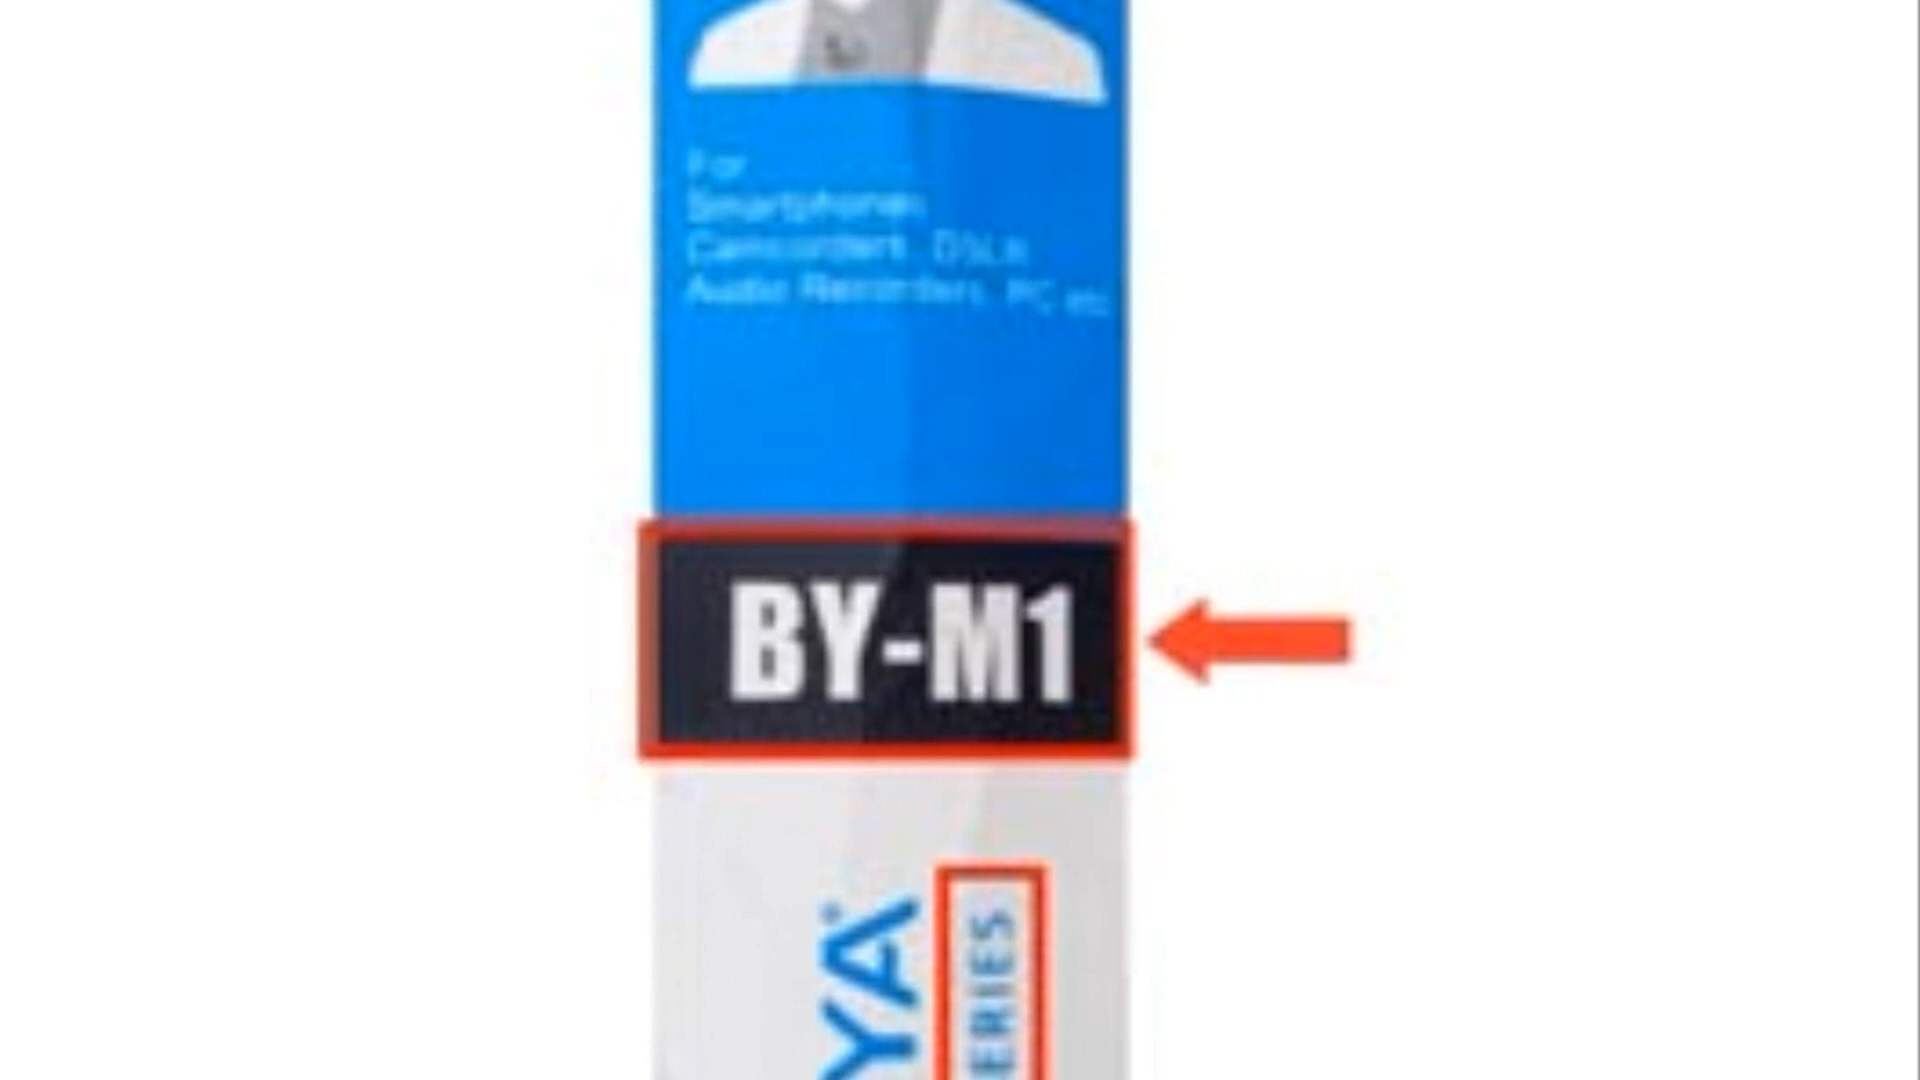 For
Smartphones
Camcorders, DSLR
Audio Recorders, PC etc
BY-M1
YA®
ERIES